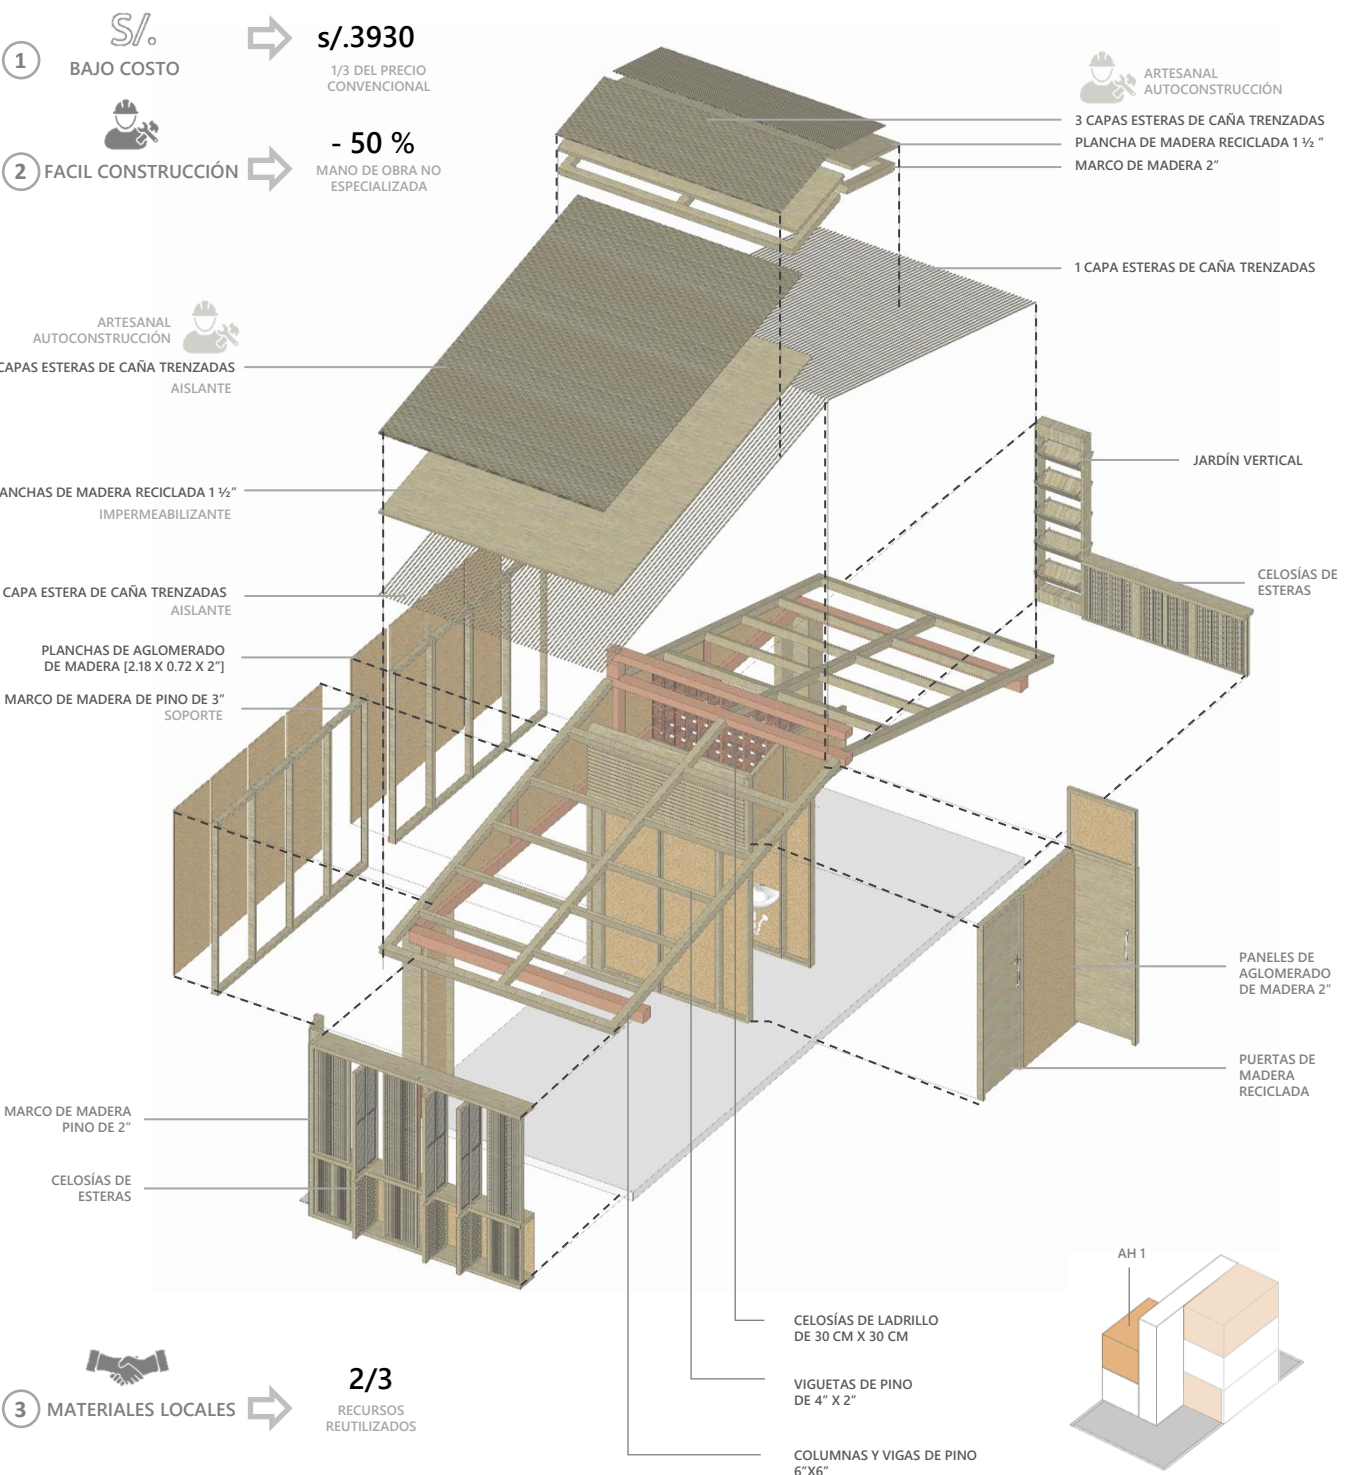 S/.
1
BAJO COSTO
s/.3930
1/3 DEL PRECIO
CONVENCIONAL
2
FACIL CONSTRUCCIÓN
- 50 %
MANO DE OBRA NO
ESPECIALIZADA
ARTESANAL
AUTOCONSTRUCCIÓN
3 CAPAS ESTERAS DE CAÑA TRENZADAS
PLANCHA DE MADERA RECICLADA 1 ½ "
MARCO DE MADERA 2"
1 CAPA ESTERAS DE CAÑA TRENZADAS
ARTESANAL
AUTOCONSTRUCCIÓN
CAPAS ESTERAS DE CAÑA TRENZADAS
AISLANTE
ANCHAS DE MADERA RECICLADA 1 ½"
IMPERMEABILIZANTE
CAPA ESTERA DE CAÑA TRENZADAS
AISLANTE
PLANCHAS DE AGLOMERADO
DE MADERA [2.18 X 0.72 X 2"]
MARCO DE MADERA DE PINO DE 3"
SOPORTE
JARDÍN VERTICAL
CELOSÍAS DE
ESTERAS
PANELES DE
AGLOMERADO
DE MADERA 2"
PUERTAS DE
MADERA
RECICLADA
MARCO DE MADERA
PINO DE 2"
CELOSÍAS DE
ESTERAS
AH 1
CELOSÍAS DE LADRILLO
DE 30 CM X 30 CM
VIGUETAS DE PINO
DE 4" X 2"
COLUMNAS Y VIGAS DE PINO
6"X6"
3
MATERIALES LOCALES
2/3
RECURSOS
REUTILIZADOS